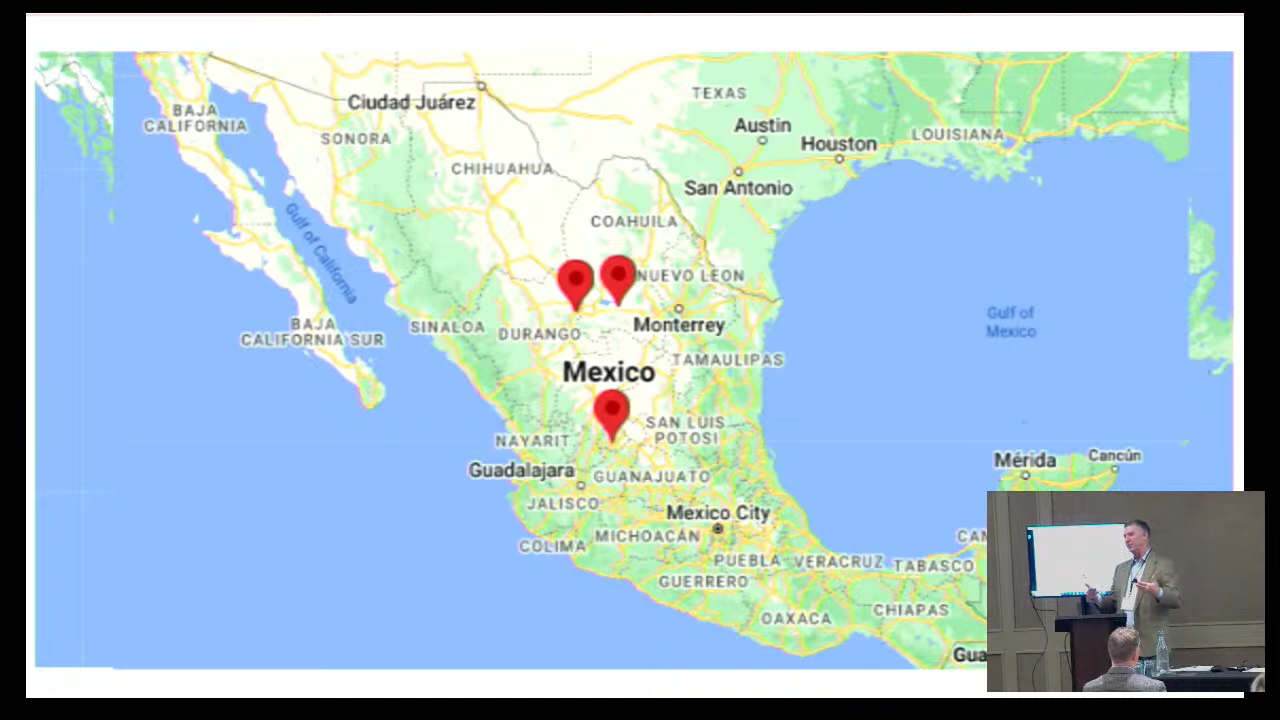 TEXAS
Ciudad Juárez
BAJA
CALIFORNIA
SONORA
Austin
Houston
LOUISIANA
CHIHUAHUA
San Antonio
COAHUILA
Gulf of California
NUEVO LEON
Gulf of
Mexico
BAJA
CALIFORNIA SUR
SINALOA
DURANGO
Monterrey
TAMAULIPAS
Mexico
SAN LUIS
POTOSI
NAYARIT
Guadalajara
GUANAJUATO
Mérida
Cancún
JALISCO
Mexico City
COLIMA
MICHOACÁN
PUEBLA
VERACRUZ
TABASCO
GUERRERO
OAXACA
CHIAPAS